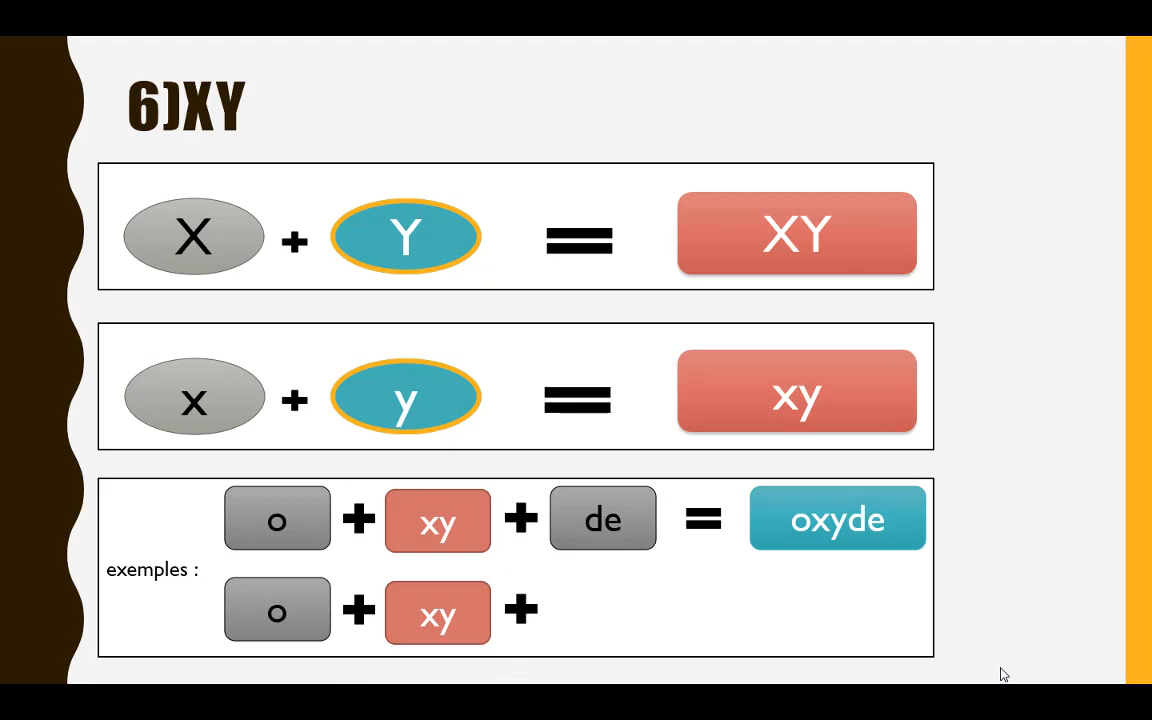 6)XY
X + Y = XY
x + y = xy
o + xy + de = oxyde
exemples :
o + xy +